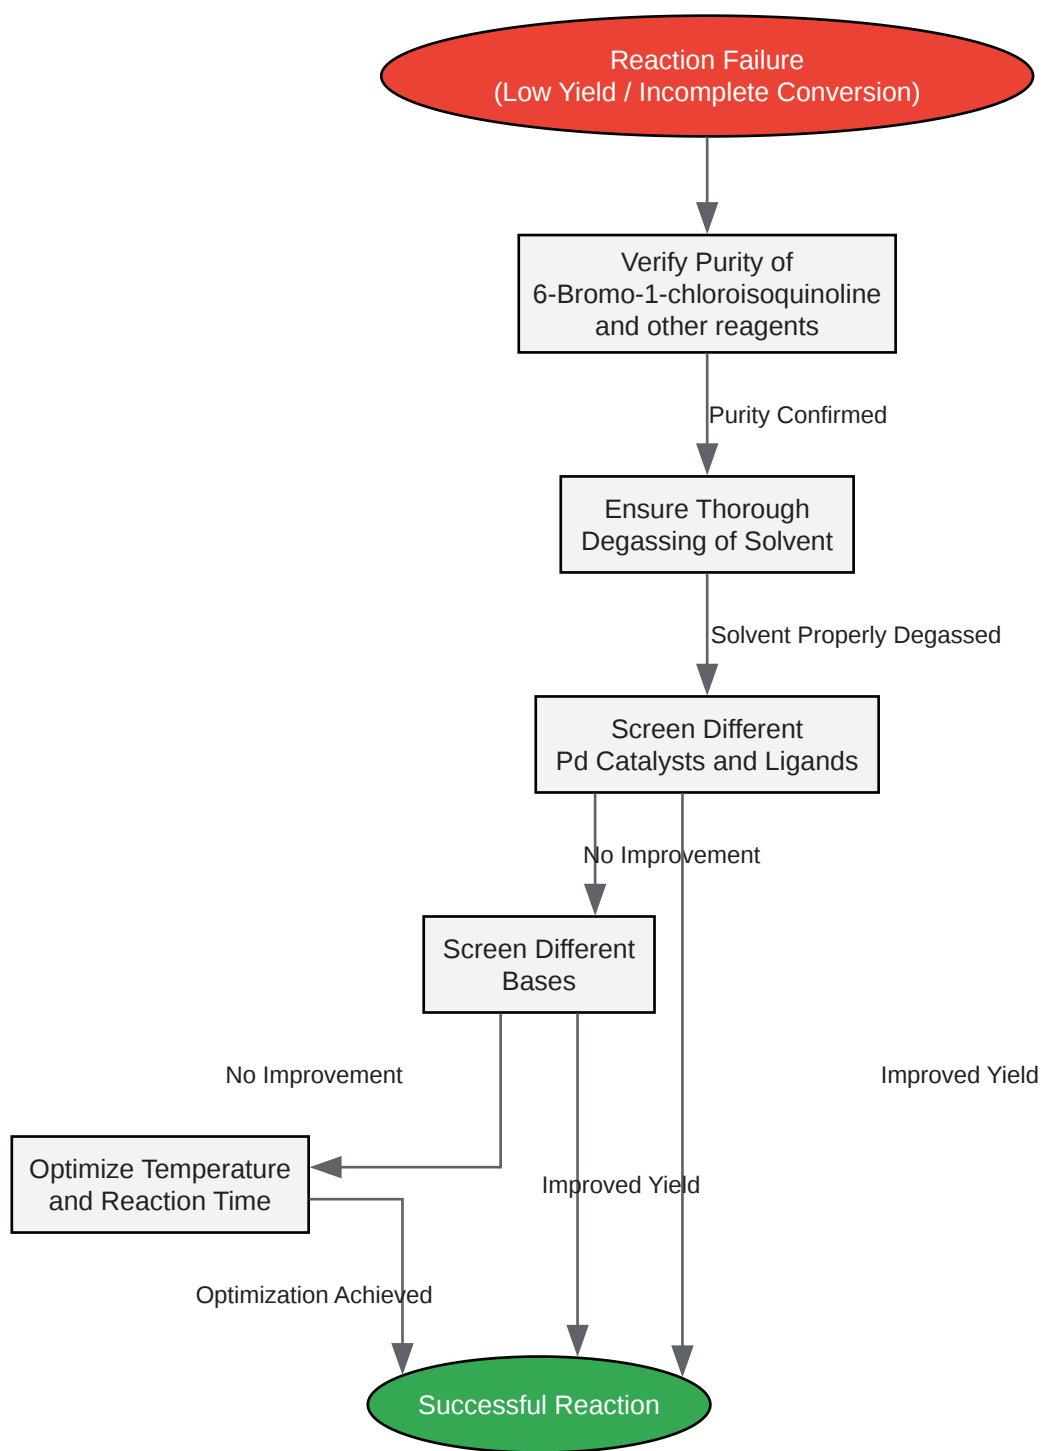 Reaction Failure
(Low Yield / Incomplete Conversion)
Verify Purity of
6-Bromo-1-chloroisoquinoline
and other reagents
Purity Confirmed
Ensure Thorough
Degassing of Solvent
Solvent Properly Degassed
Screen Different
Pd Catalysts and Ligands
No Improvement
Screen Different
Bases
No Improvement
Improved Yield
Optimize Temperature
and Reaction Time
Improved Yield
Optimization Achieved
Successful Reaction